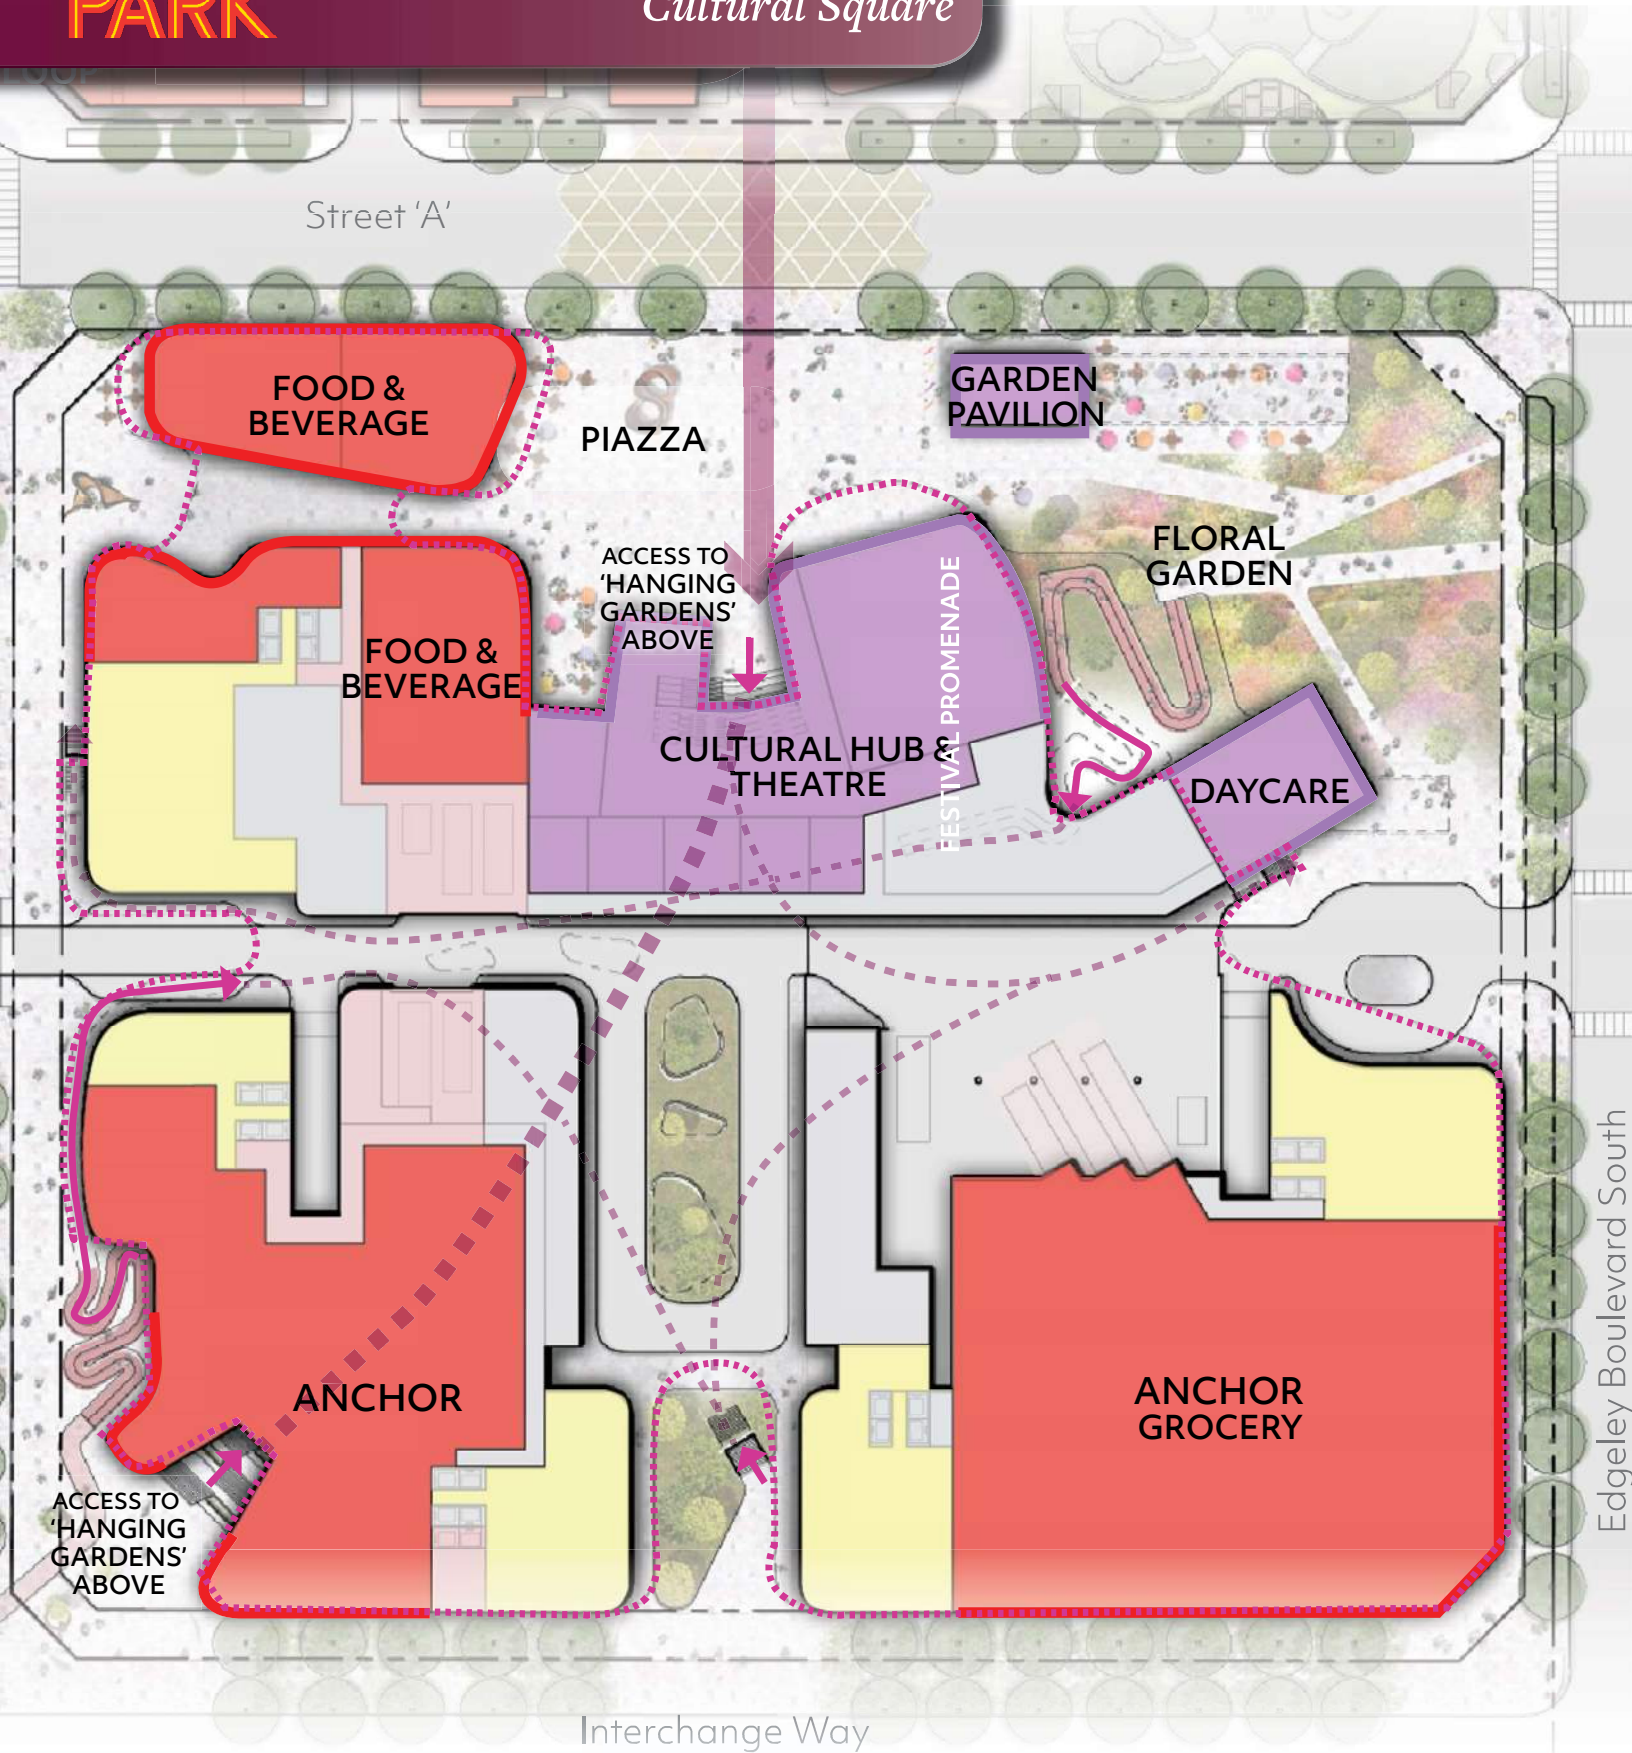 PARK
Cultural Square
LOOP
Street ‘A’
FOOD &
BEVERAGE
PIAZZA
GARDEN
PAVILION
FLORAL
GARDEN
ACCESS TO
‘HANGING
GARDENS’
ABOVE
FESTIVAL PROMENADE
FOOD &
BEVERAGE
CULTURAL HUB &
THEATRE
DAYCARE
ANCHOR
ANCHOR
GROCERY
ACCESS TO
‘HANGING
GARDENS’
ABOVE
Edgeley Boulevard South
Interchange Way